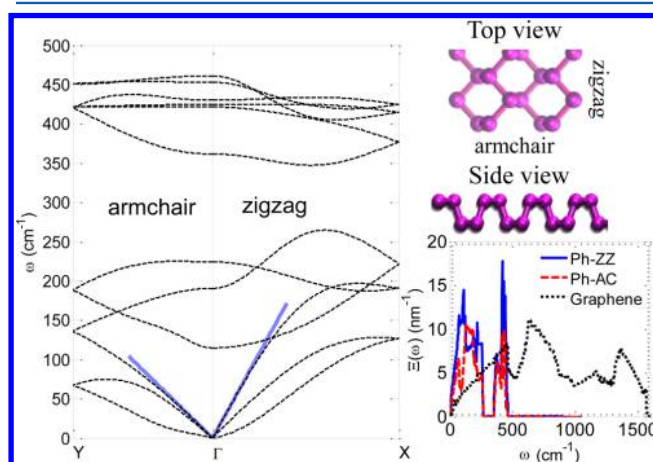 500
450
400
350
300
250
200
150
100
50
0
ω (cm⁻¹)
armchair
zigzag
Y
Γ
X
Top view
zigzag
armchair
Side view
20
15
10
5
0
Ξ(ω) (nm⁻¹)
Ph-ZZ
Ph-AC
Graphene
0 500 1000 1500
ω (cm⁻¹)